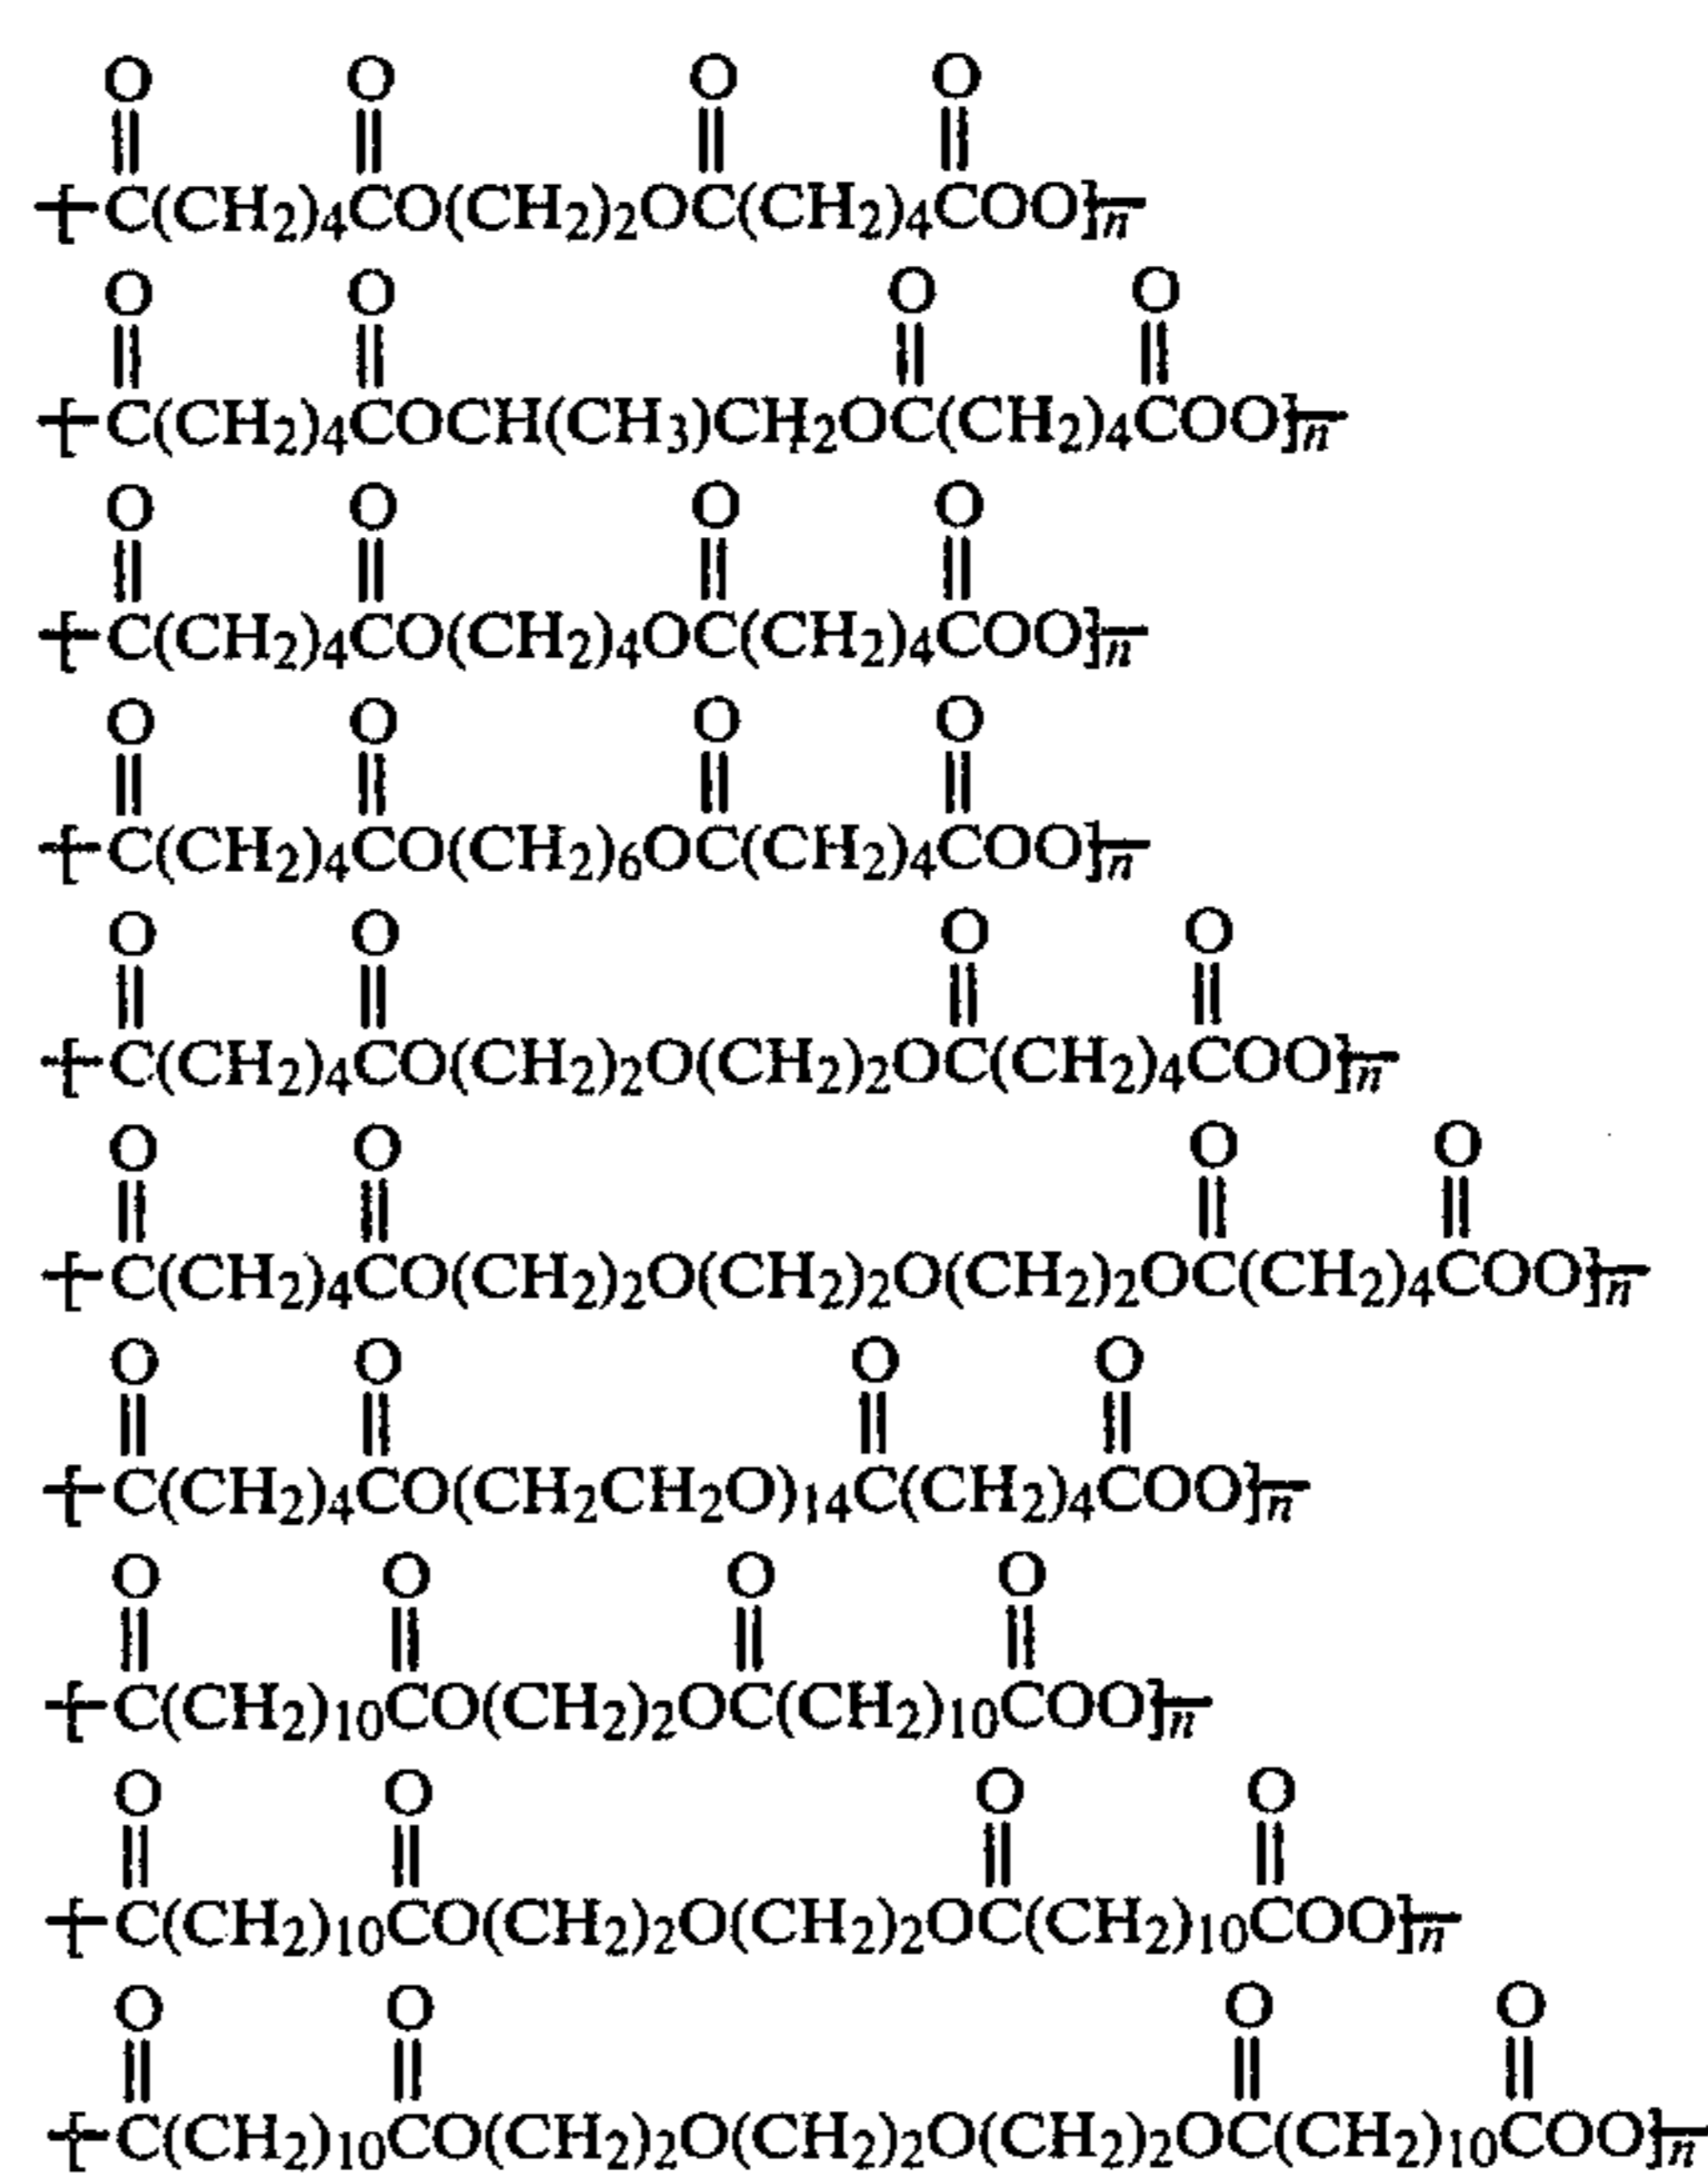 O O O O
‖ ‖ ‖ ‖
-[C(CH₂)₄CO(CH₂)₂OC(CH₂)₄COO]ₙ-
O O O O
‖ ‖ ‖ ‖
-[C(CH₂)₄COCH(CH₃)CH₂OC(CH₂)₄COO]ₙ-
O O O O
‖ ‖ ‖ ‖
-[C(CH₂)₄CO(CH₂)₄OC(CH₂)₄COO]ₙ-
O O O O
‖ ‖ ‖ ‖
-[C(CH₂)₄CO(CH₂)₆OC(CH₂)₄COO]ₙ-
O O O O
‖ ‖ ‖ ‖
-[C(CH₂)₄CO(CH₂)₂O(CH₂)₂OC(CH₂)₄COO]ₙ-
O O O O
‖ ‖ ‖ ‖
-[C(CH₂)₄CO(CH₂)₂O(CH₂)₂O(CH₂)₂OC(CH₂)₄COO]ₙ-
O O O O
‖ ‖ ‖ ‖
-[C(CH₂)₄CO(CH₂CH₂O)₁₄C(CH₂)₄COO]ₙ-
O O O O
‖ ‖ ‖ ‖
-[C(CH₂)₁₀CO(CH₂)₂OC(CH₂)₁₀COO]ₙ-
O O O O
‖ ‖ ‖ ‖
-[C(CH₂)₁₀CO(CH₂)₂O(CH₂)₂OC(CH₂)₁₀COO]ₙ-
O O O O
‖ ‖ ‖ ‖
-[C(CH₂)₁₀CO(CH₂)₂O(CH₂)₂O(CH₂)₂OC(CH₂)₁₀COO]ₙ-